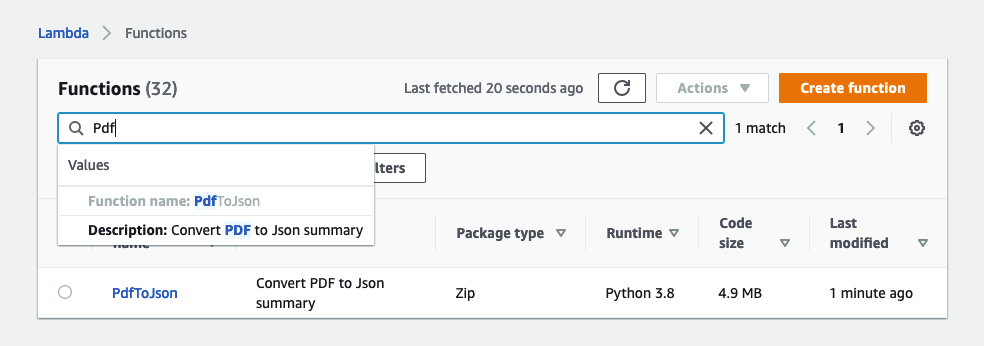 Lambda > Functions
Functions (32)
Last fetched 20 seconds ago
Actions
Create function
Pdf
1 match
1
Values
lters
Function name: PdfToJson
Description: Convert PDF to Json summary
name
Package type
Runtime
Code
size
Last
modified
PdfToJson
Convert PDF to Json
summary
Zip
Python 3.8
4.9 MB
1 minute ago